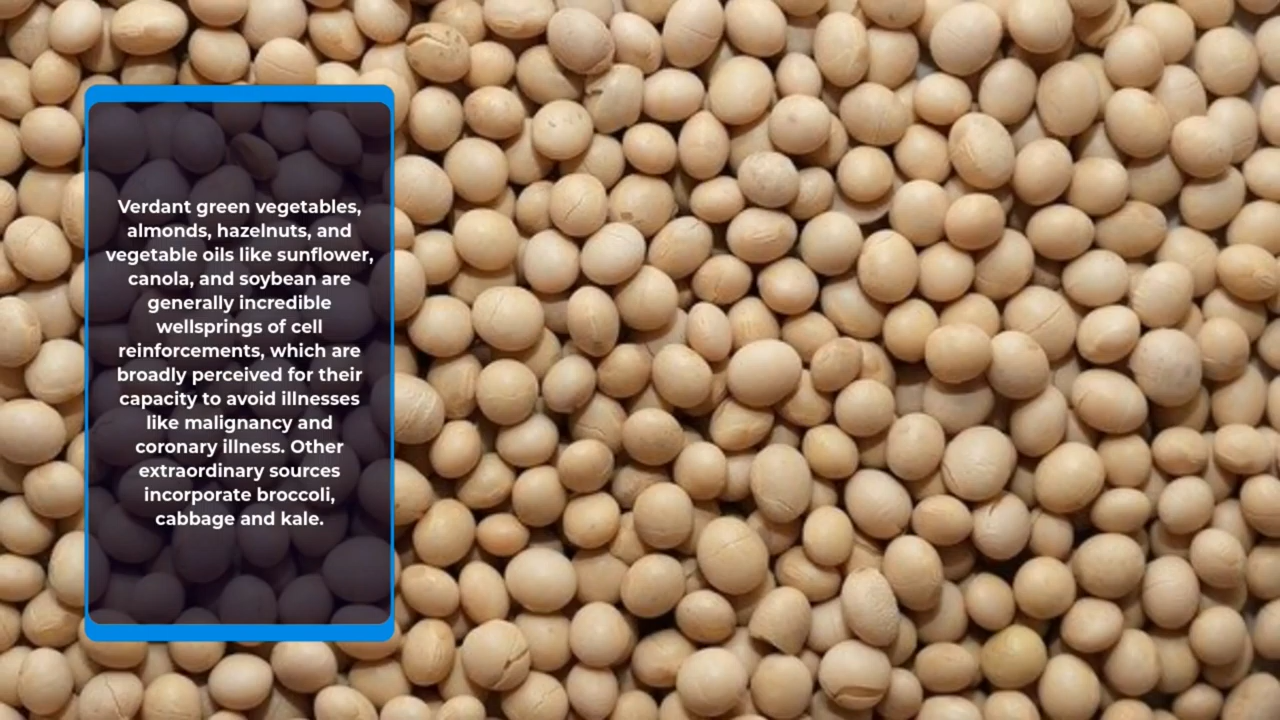 Verdant green vegetables,
almonds, hazelnuts, and
vegetable oils like sunflower,
canola, and soybean are
generally incredible
wellsprings of cell
reinforcements, which are
broadly perceived for their
capacity to avoid illnesses
like malignancy and
coronary illness. Other
extraordinary sources
incorporate broccoli,
cabbage and kale.